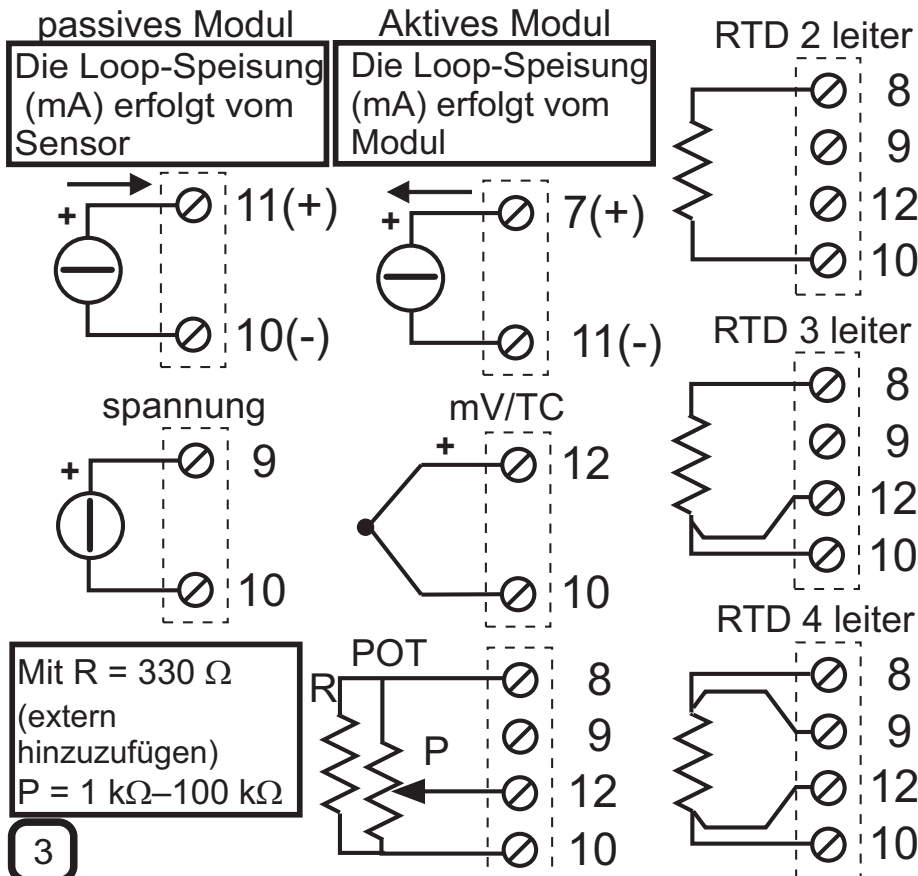 passives Modul
Die Loop-Speisung
(mA) erfolgt vom
Sensor
+
11(+)
10(-)
Aktives Modul
Die Loop-Speisung
(mA) erfolgt vom
Modul
+
7(+)
11(-)
RTD 2 leiter
8
9
12
10
spannung
+
9
10
mV/TC
+
12
10
RTD 3 leiter
8
9
12
10
Mit R = 330 Ω
(extern
hinzuzufügen)
P = 1 kΩ–100 kΩ
POT
R
P
8
9
12
10
RTD 4 leiter
8
9
12
10
3